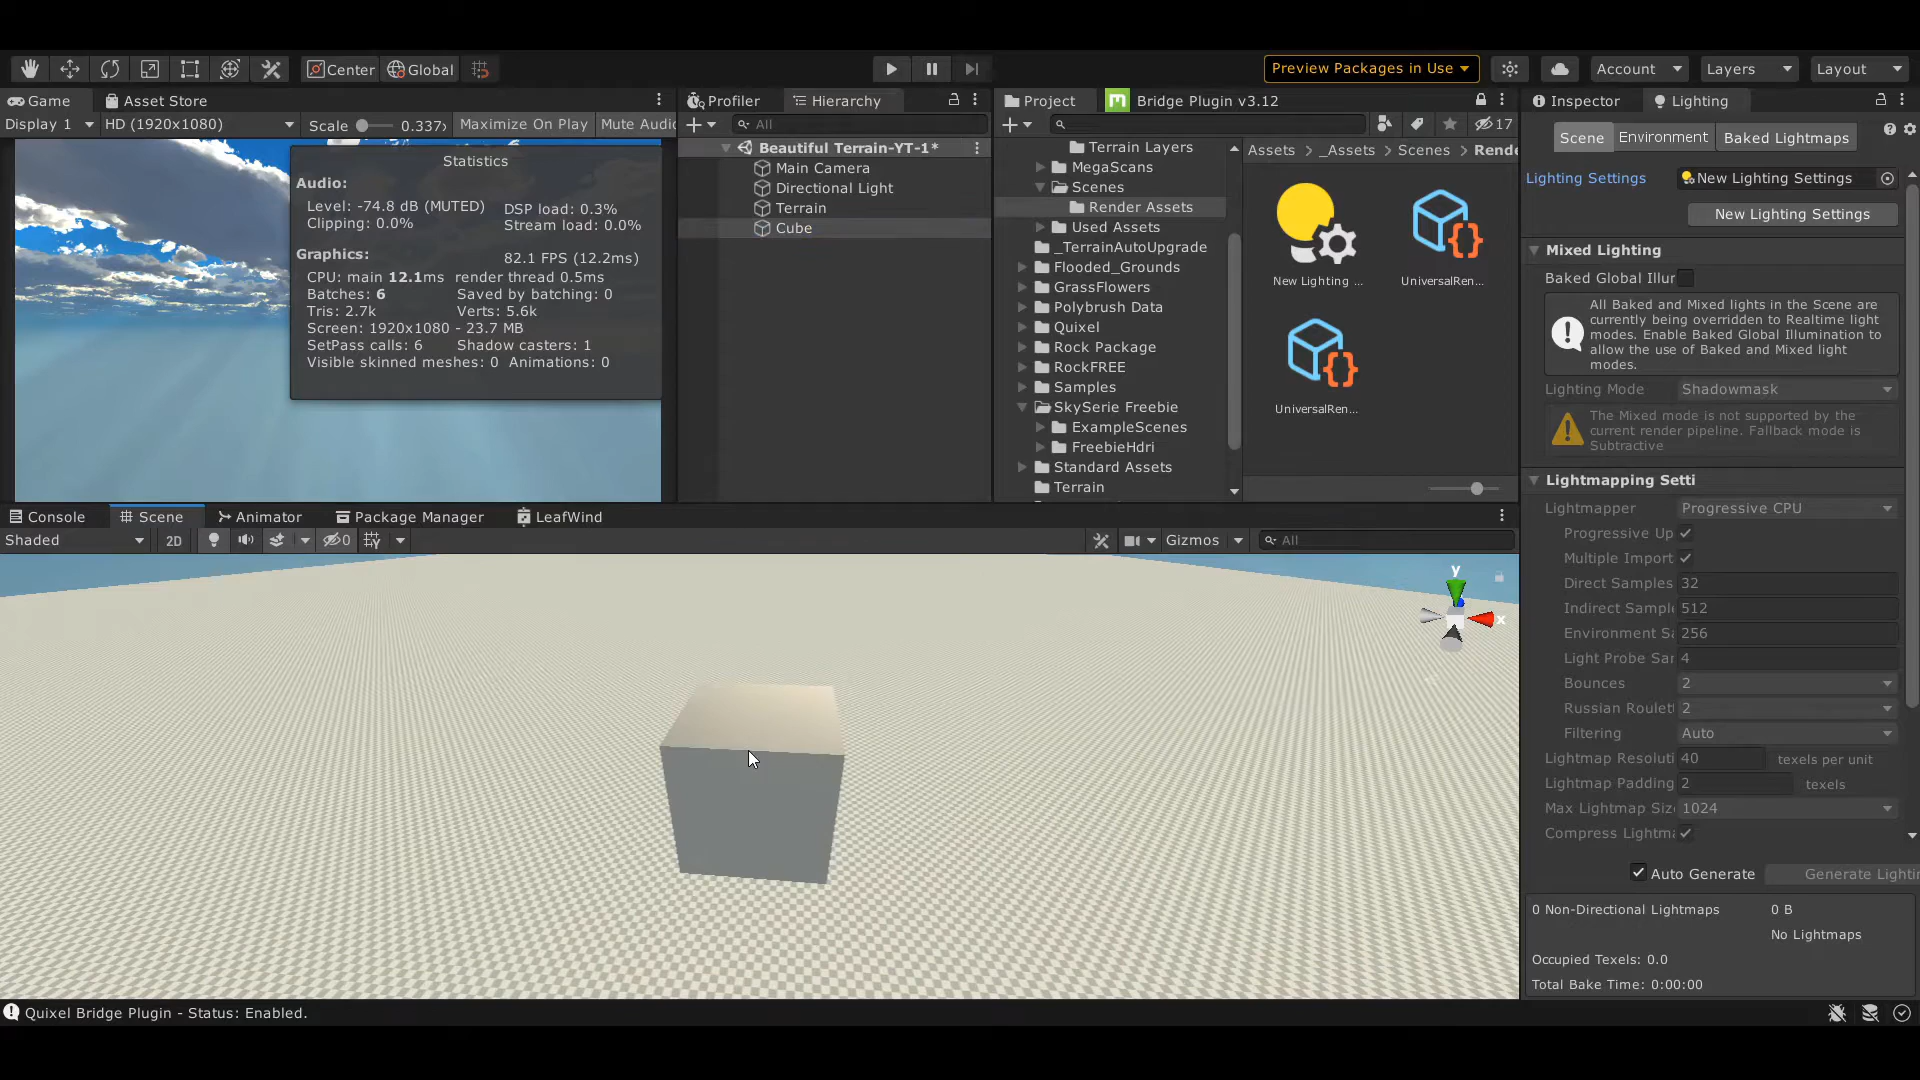 Center
Global
Preview Packages in Use
Account
Layers
Layout
Game
Asset Store
Display 1
HD (1920x1080)
Scale
0.337
Maximize On Play
Mute Audi
Statistics
Audio:
Level: -74.8 dB (MUTED)
DSP load: 0.3%
Clipping: 0.0%
Stream load: 0.0%
Graphics:
82.1 FPS (12.2ms)
CPU: main 12.1ms
render thread 0.5ms
Batches: 6
Saved by batching: 0
Tris: 2.7k
Verts: 5.6k
Screen: 1920x1080 - 23.7 MB
SetPass calls: 6
Shadow casters: 1
Visible skinned meshes: 0
Animations: 0
Profiler
Hierarchy
All
Beautiful Terrain-YT-1*
Main Camera
Directional Light
Terrain
Cube
Project
Bridge Plugin v3.12
17
Terrain Layers
MegaScans
Scenes
Render Assets
Used Assets
_TerrainAutoUpgrade
Flooded_Grounds
GrassFlowers
Polybrush Data
Quixel
Rock Package
RockFREE
Samples
SkySerie Freebie
ExampleScenes
FreebieHdri
Standard Assets
Terrain
Assets > _Assets > Scenes > Rende
New Lighting ...
UniversalRen...
UniversalRen...
Inspector
Lighting
Scene
Environment
Baked Lightmaps
Lighting Settings
New Lighting Settings
New Lighting Settings
Mixed Lighting
Baked Global Illur
All Baked and Mixed lights in the Scene are
currently being overridden to Realtime light
modes. Enable Baked Global Illumination to
allow the use of Baked and Mixed light
modes.
Lighting Mode
Shadowmask
The Mixed mode is not supported by the
current render pipeline. Fallback mode is
Subtractive
Lightmapping Setti
Lightmapper
Progressive CPU
Progressive Up
Multiple Import
Direct Samples
32
Indirect Sampl
512
Environment Sa
256
Light Probe Sar
4
Bounces
2
Russian Roulet
2
Filtering
Auto
Lightmap Resoluti
40
texels per unit
Lightmap Padding
2
texels
Max Lightmap Siz
1024
Compress Lightma
Auto Generate
Generate Lighti
0 Non-Directional Lightmaps
0 B
No Lightmaps
Occupied Texels: 0.0
Total Bake Time: 0:00:00
Console
Scene
Animator
Package Manager
LeafWind
Shaded
2D
0
Gizmos
All
y
x
Quixel Bridge Plugin - Status: Enabled.